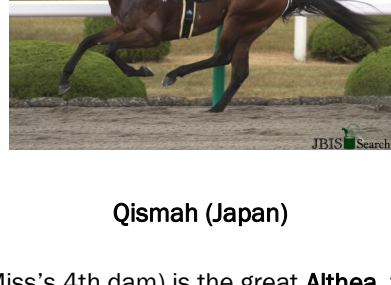 JBIS Search
Qismah (Japan)
Miss's 4th dam) is the great Althea,